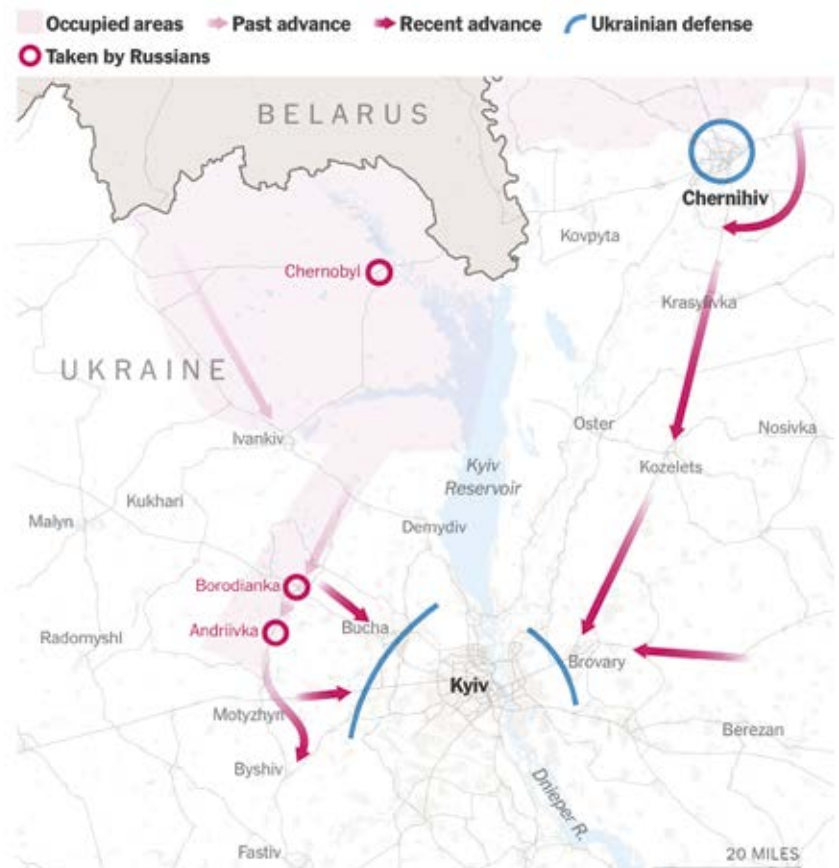 Occupied areas Past advance Recent advance Ukrainian defense
Taken by Russians
BELARUS
Chernihiv
Kovpyta
Chernobyl
Krasylivka
UKRAINE
Oster
Nosivka
Ivankiv
Kyiv
Reservoir
Kozelets
Kukhari
Malyn
Demydiv
Borodianka
Andriivka
Bucha
Radomyshl
Brovary
Kyiv
Motyzhyn
Berezan
Byshiv
Dnieper R.
Fastiv
20 MILES